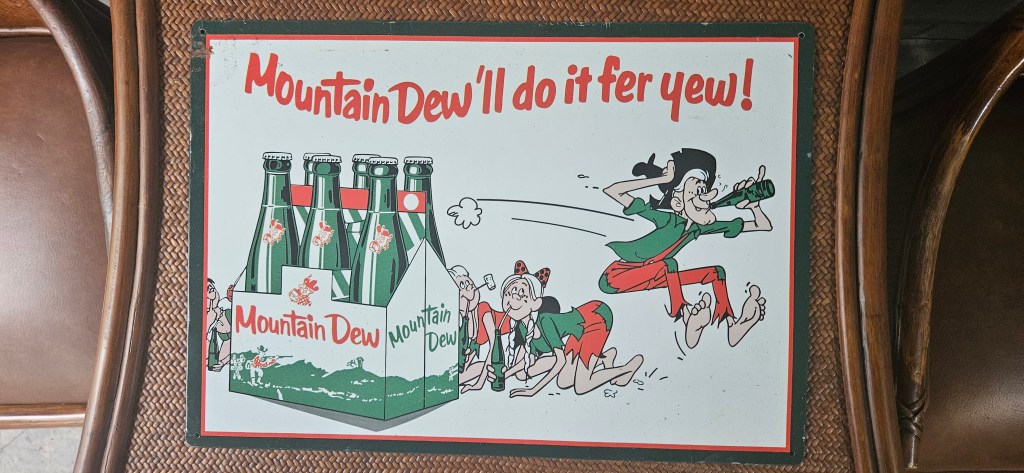 Mountain Dew'll do it fer yew!
Mountain Dew
Mountain
Dew